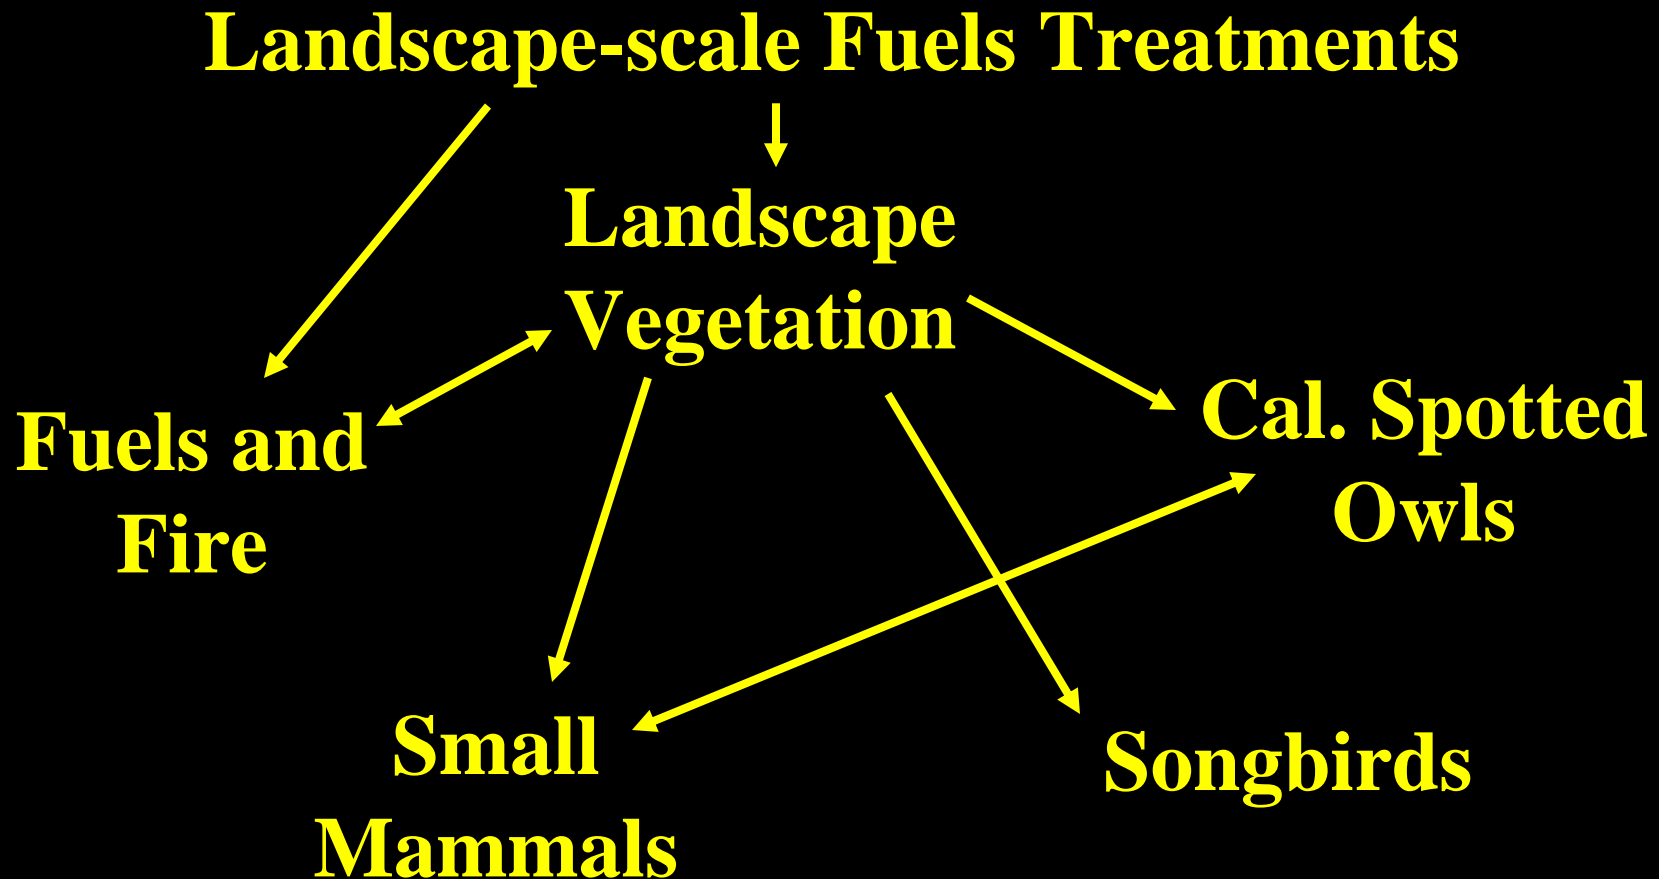 Landscape-scale Fuels Treatments
Landscape
Vegetation
Fuels and
Fire
Cal. Spotted
Owls
Small
Mammals
Songbirds